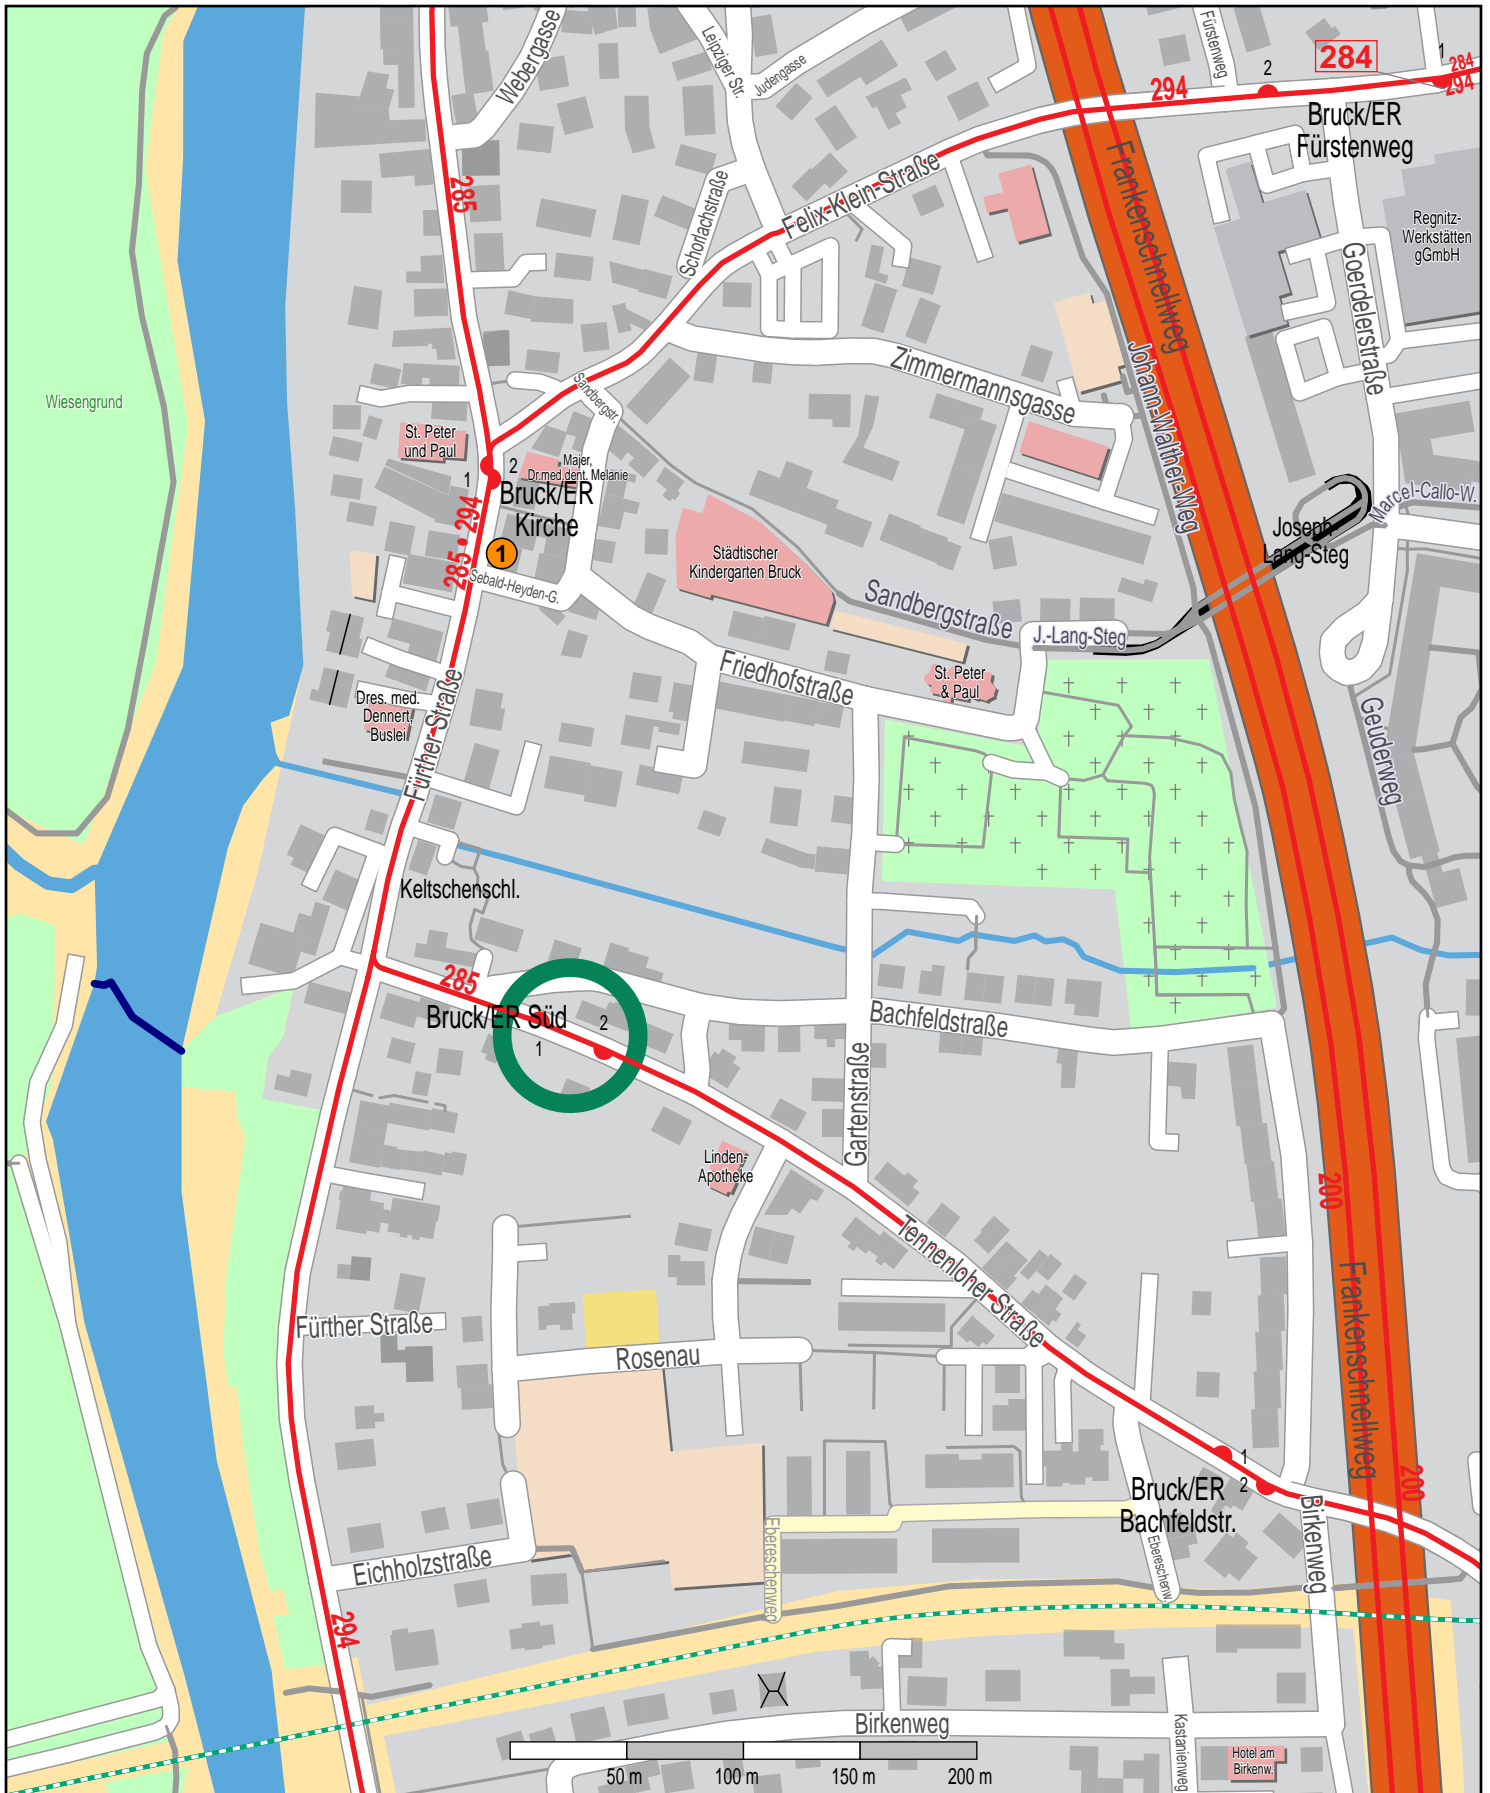 Webergasse
Leipziger Str.
Judengasse
Fürstenweg
284
1
284
294
2
294
Bruck/ER
Fürstenweg
285
Schorlachstraße
Felix-Klein-Straße
Frankenschnellweg
Regnitz-
Werkstätten
gGmbH
Goerdelerstraße
Johann-Walther-Weg
Zimmermannsgasse
Sandbergstr.
Wiesengrund
St. Peter
und Paul
2
1
Majer,
Dr.med.dent. Melanie
Bruck/ER
Kirche
285 • 294
1
Sebald-Heyden-G.
Städtischer
Kindergarten Bruck
Marcel-Callo-W.
Joseph-
Lang-Steg
Sandbergstraße
J.-Lang-Steg
Friedhofstraße
St. Peter
& Paul
Dres. med.
Dennert,
Buslei
Fürther Straße
Geuderweg
Keltschenschl.
285
Bruck/ER Süd
2
1
Bachfeldstraße
Gartenstraße
Linden-
Apotheke
200
Tennenloher Straße
Frankenschnellweg
Fürther Straße
Rosenau
1
2
Bruck/ER
Bachfeldstr.
200
Birkenweg
Ebereschenweg
Ebereschenw.
Eichholzstraße
294
Birkenweg
Kastanienweg
Hotel am
Birkenw.
50 m
100 m
150 m
200 m